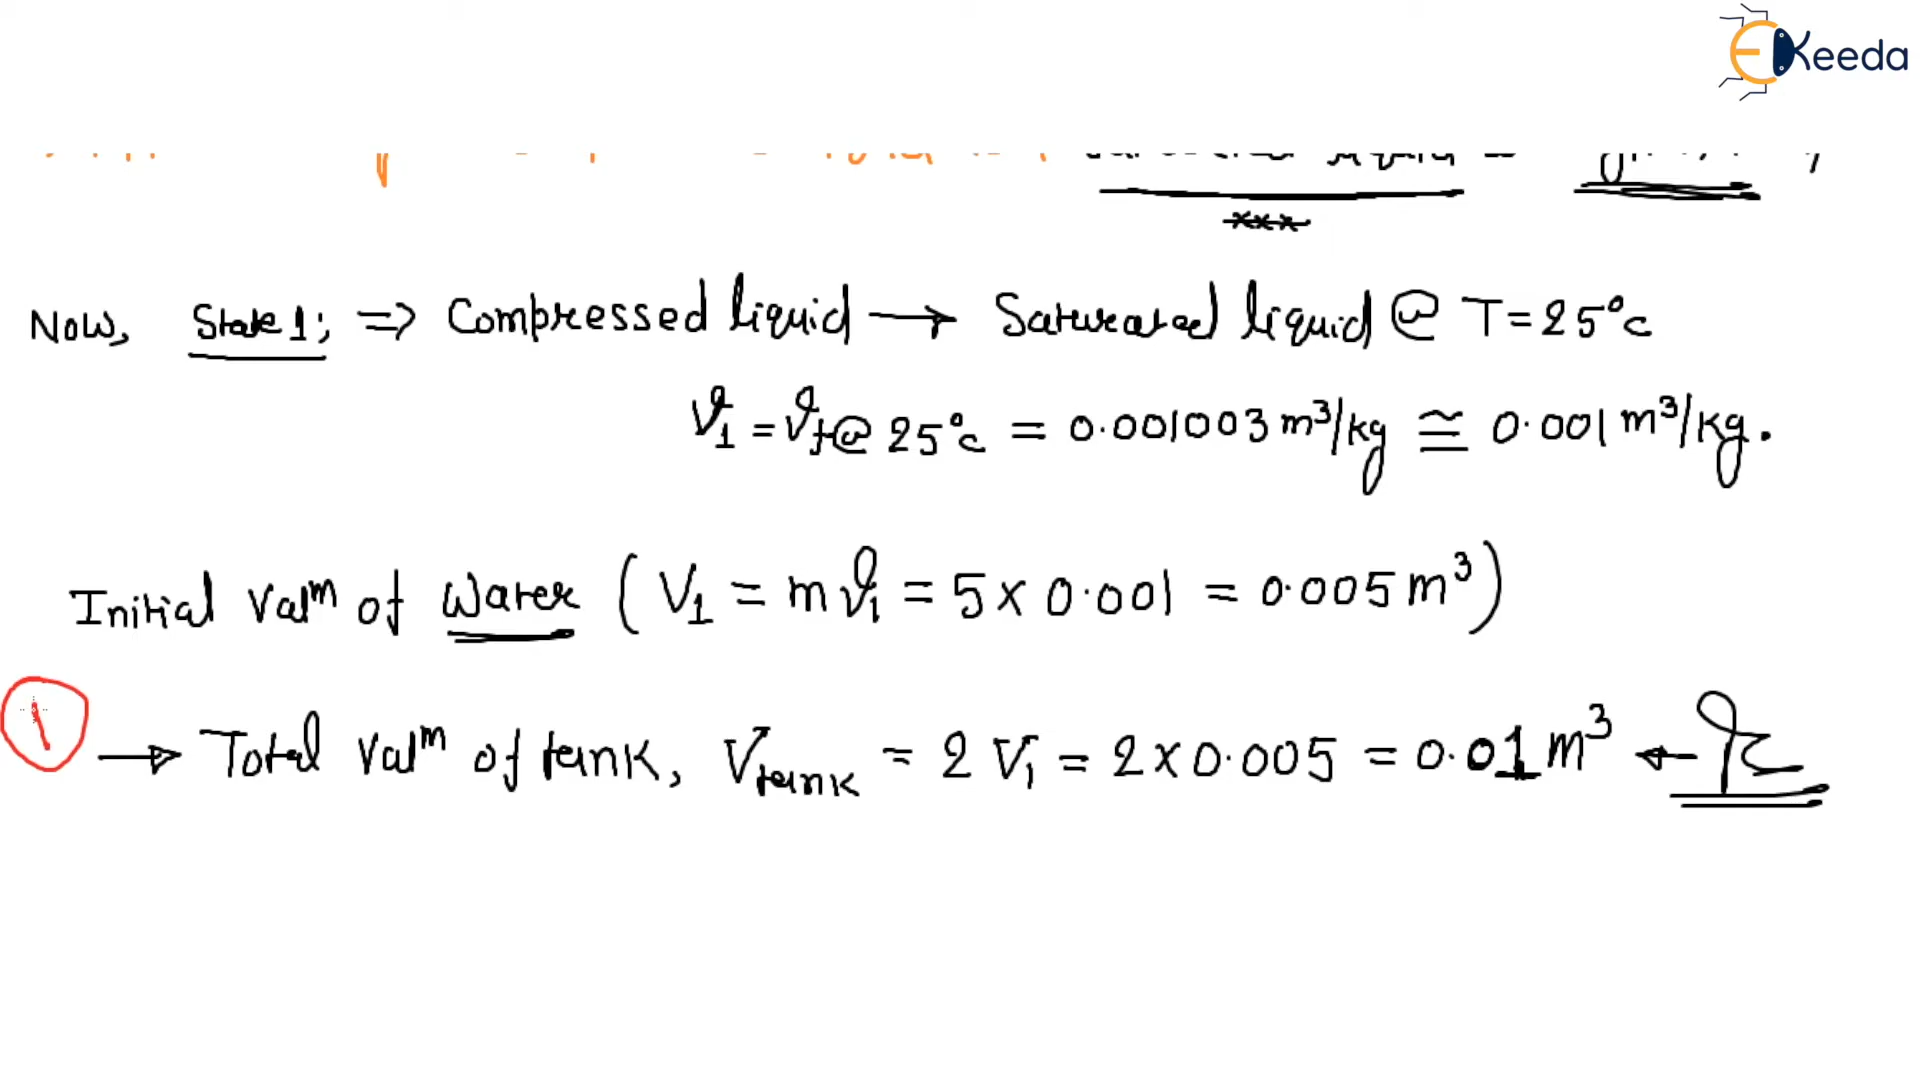 EKeeda
Now, State 1; ⇒ Compressed liquid → Saturated liquid @ T = 25°c
v₁ = vf @ 25°c = 0.001003 m³/kg ≅ 0.001 m³/kg.
Initial Valᵐ of Water ( V₁ = m v₁ = 5 x 0.001 = 0.005 m³ )
1
→ Total Valᵐ of tank, Vtank = 2 V₁ = 2 x 0.005 = 0.01 m³ ←